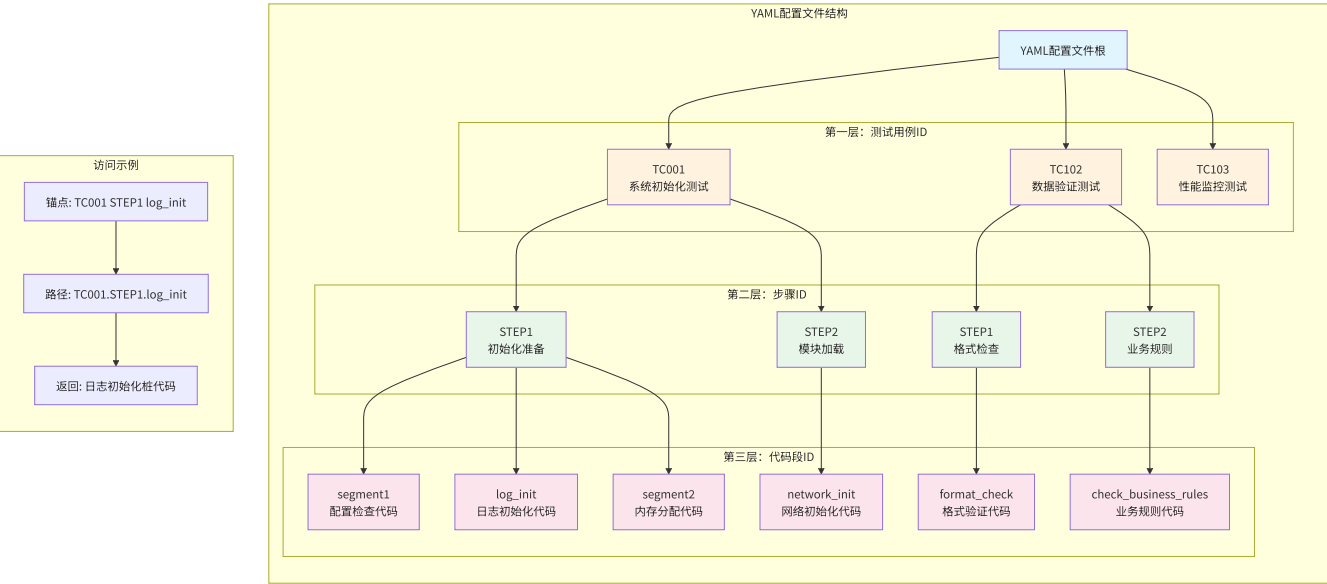 访问示例
锚点: TC001 STEP1 log_init
路径: TC001.STEP1.log_init
返回: 日志初始化桩代码
YAML配置文件结构
YAML配置文件根
第一层：测试用例ID
TC001
系统初始化测试
TC102
数据验证测试
TC103
性能监控测试
第二层：步骤ID
STEP1
初始化准备
STEP2
模块加载
STEP1
格式检查
STEP2
业务规则
第三层：代码段ID
segment1
配置检查代码
log_init
日志初始化代码
segment2
内存分配代码
network_init
网络初始化代码
format_check
格式验证代码
check_business_rules
业务规则代码